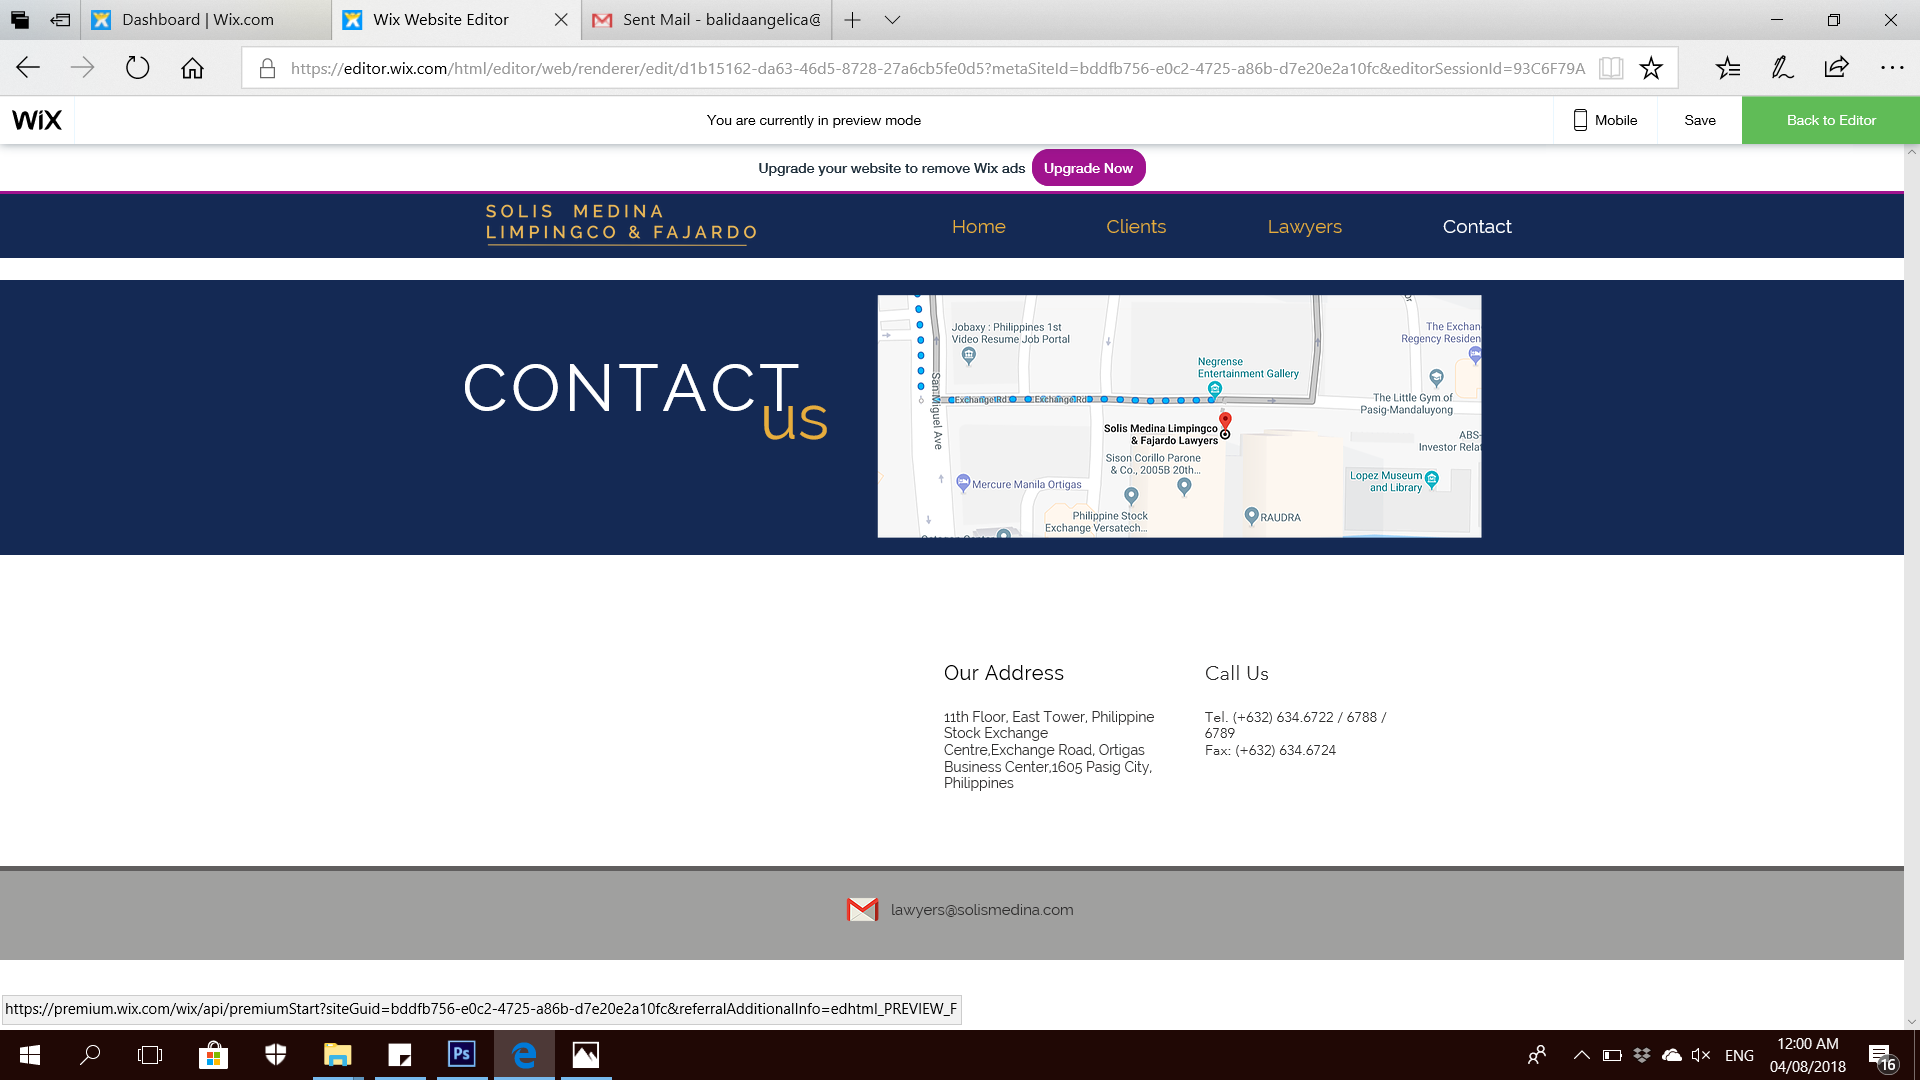 Dashboard | Wix.com
Wix Website Editor
Sent Mail - balidaangelica@
https://editor.wix.com/html/editor/web/renderer/edit/d1b15162-da63-46d5-8728-27a6cb5fe0d5?metaSiteId=bddfb756-e0c2-4725-a86b-d7e20e2a10fc&editorSessionId=93C6F79A
WiX
You are currently in preview mode
Mobile
Save
Back to Editor
Upgrade your website to remove Wix ads
Upgrade Now
SOLIS MEDINA
LIMPINGCO & FAJARDO
Home
Clients
Lawyers
Contact
CONTACT
us
Jobaxy : Philippines 1st
Video Resume Job Portal
The Exchan
Regency Residen
Negrense
Entertainment Gallery
San Miguel Ave
Exchange Rd
Exchange Rd
The Little Gym of
Pasig-Mandaluyong
Solis Medina Limpingco
& Fajardo Lawyers
ABS-
Investor Relat
Sison Corillo Parone
& Co., 2005B 20th...
Lopez Museum
and Library
Mercure Manila Ortigas
Philippine Stock
Exchange Versatech...
RAUDRA
Our Address
11th Floor, East Tower, Philippine
Stock Exchange
Centre,Exchange Road, Ortigas
Business Center,1605 Pasig City,
Philippines
Call Us
Tel. (+632) 634.6722 / 6788 /
6789
Fax: (+632) 634.6724
lawyers@solismedina.com
https://premium.wix.com/wix/api/premiumStart?siteGuid=bddfb756-e0c2-4725-a86b-d7e20e2a10fc&referralAdditionalInfo=edhtml_PREVIEW_F
Ps
ENG
12:00 AM
04/08/2018
16